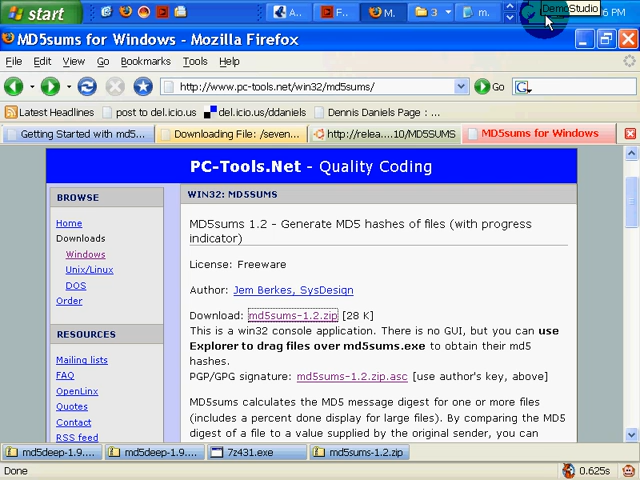 start
A..
F..
M..
3
m.
DemoStudio
6 PM
MD5sums for Windows - Mozilla Firefox
File Edit View Go Bookmarks Tools Help
http://www.pc-tools.net/win32/md5sums/
Go
Latest Headlines
post to del.icio.us
del.icio.us/ddaniels
Dennis Daniels Page : ...
Getting Started with md5...
Downloading File: /seven...
http://relea....10/MD5SUMS
MD5sums for Windows
PC-Tools.Net - Quality Coding
BROWSE
Home
Downloads
Windows
Unix/Linux
DOS
Order
RESOURCES
Mailing lists
FAQ
OpenLinx
Quotes
Contact
RSS feed
WIN32: MD5SUMS
MD5sums 1.2 - Generate MD5 hashes of files (with progress
indicator)
License: Freeware
Author: Jem Berkes, SysDesign
Download: md5sums-1.2.zip [28 K]
This is a win32 console application. There is no GUI, but you can use
Explorer to drag files over md5sums.exe to obtain their md5
hashes.
PGP/GPG signature: md5sums-1.2.zip.asc [use author's key, above]
MD5sums calculates the MD5 message digest for one or more files
(includes a percent done display for large files). By comparing the MD5
digest of a file to a value supplied by the original sender, you can
md5deep-1.9....
md5deep-1.9....
7z431.exe
md5sums-1.2.zip
Done
0.625s